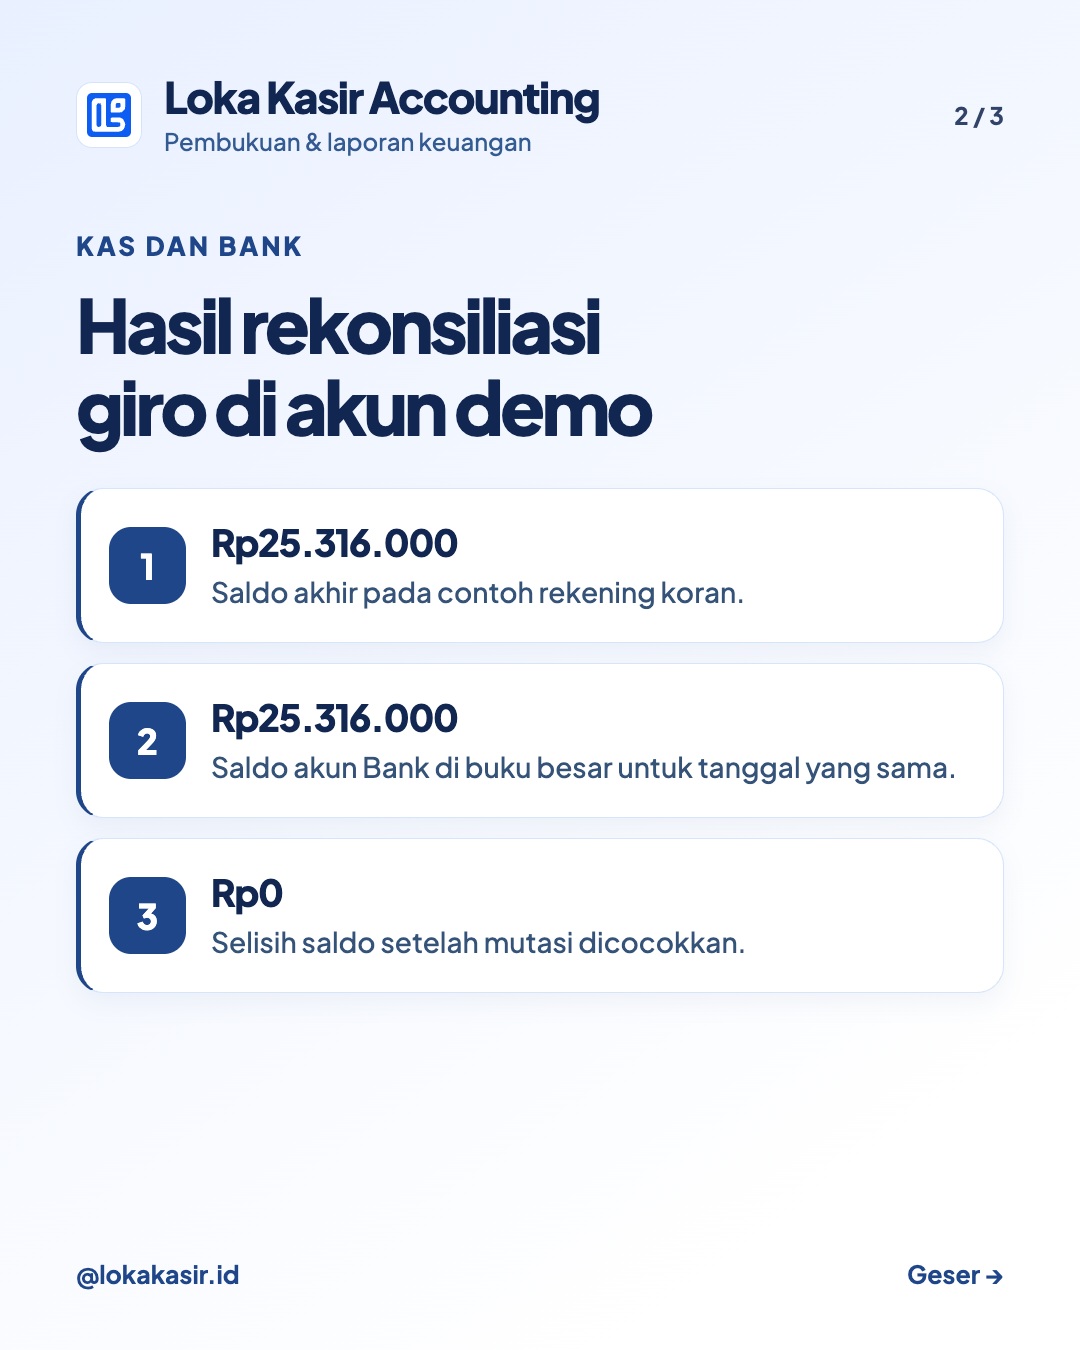 Loka Kasir Accounting
Pembukuan & laporan keuangan
2 / 3
KAS DAN BANK
Hasil rekonsiliasi
giro di akun demo
1
Rp25.316.000
Saldo akhir pada contoh rekening koran.
2
Rp25.316.000
Saldo akun Bank di buku besar untuk tanggal yang sama.
3
Rp0
Selisih saldo setelah mutasi dicocokkan.
@lokakasir.id
Geser →